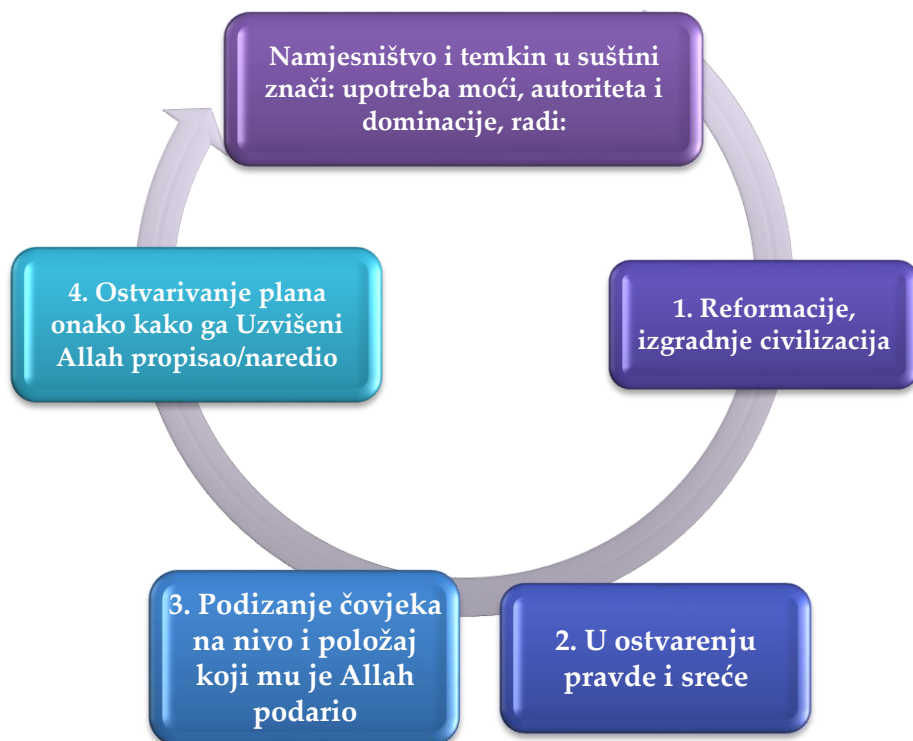 Namjesništvo i temkin u suštini
znači: upotreba moći, autoriteta i
dominacije, radi:
1. Reformacije,
izgradnje civilizacija
2. U ostvarenju
pravde i sreće
3. Podizanje čovjeka
na nivo i položaj
koji mu je Allah
podario
4. Ostvarivanje plana
onako kako ga Uzvišeni
Allah propisao/naredio